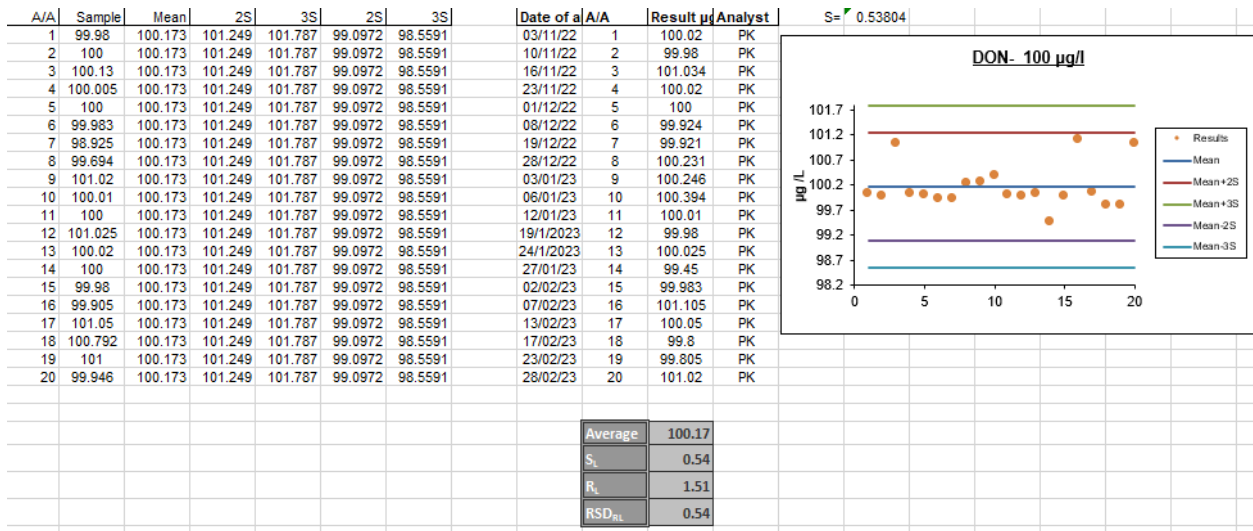 A/A Sample Mean 2S 3S 2S 3S Date of a A/A Result µg Analyst S= 0.53804
1 99.98 100.173 101.249 101.787 99.0972 98.5591 03/11/22 1 100.02 PK
2 100 100.173 101.249 101.787 99.0972 98.5591 10/11/22 2 99.98 PK
3 100.13 100.173 101.249 101.787 99.0972 98.5591 16/11/22 3 101.034 PK
4 100.005 100.173 101.249 101.787 99.0972 98.5591 23/11/22 4 100.02 PK
5 100 100.173 101.249 101.787 99.0972 98.5591 01/12/22 5 100 PK
6 99.983 100.173 101.249 101.787 99.0972 98.5591 08/12/22 6 99.924 PK
7 98.925 100.173 101.249 101.787 99.0972 98.5591 19/12/22 7 99.921 PK
8 99.694 100.173 101.249 101.787 99.0972 98.5591 28/12/22 8 100.231 PK
9 101.02 100.173 101.249 101.787 99.0972 98.5591 03/01/23 9 100.246 PK
10 100.01 100.173 101.249 101.787 99.0972 98.5591 06/01/23 10 100.394 PK
11 100 100.173 101.249 101.787 99.0972 98.5591 12/01/23 11 100.01 PK
12 101.025 100.173 101.249 101.787 99.0972 98.5591 19/1/2023 12 99.98 PK
13 100.02 100.173 101.249 101.787 99.0972 98.5591 24/1/2023 13 100.025 PK
14 100 100.173 101.249 101.787 99.0972 98.5591 27/01/23 14 99.45 PK
15 99.98 100.173 101.249 101.787 99.0972 98.5591 02/02/23 15 99.983 PK
16 99.905 100.173 101.249 101.787 99.0972 98.5591 07/02/23 16 101.105 PK
17 101.05 100.173 101.249 101.787 99.0972 98.5591 13/02/23 17 100.05 PK
18 100.792 100.173 101.249 101.787 99.0972 98.5591 17/02/23 18 99.8 PK
19 101 100.173 101.249 101.787 99.0972 98.5591 23/02/23 19 99.805 PK
20 99.946 100.173 101.249 101.787 99.0972 98.5591 28/02/23 20 101.02 PK
DON- 100 µg/l
µg /L
101.7
101.2
100.7
100.2
99.7
99.2
98.7
98.2
0 5 10 15 20
Results
Mean
Mean+2S
Mean+3S
Mean-2S
Mean-3S
Average 100.17
SL 0.54
RL 1.51
RSDRL 0.54